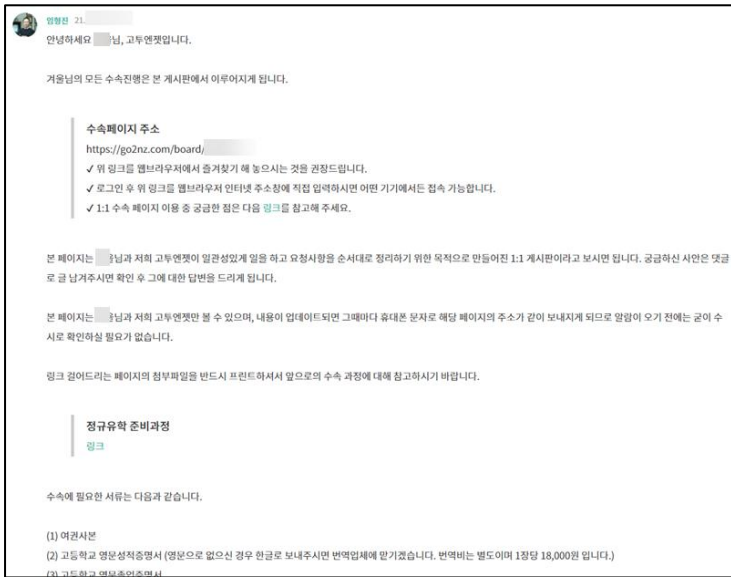 임형진 21.
안녕하세요 님, 고투엔젯입니다.
겨울님의 모든 수속진행은 본 게시판에서 이루어지게 됩니다.
수속페이지 주소
https://go2nz.com/board/
✓ 위 링크를 웹브라우저에서 즐겨찾기 해 놓으시는 것을 권장드립니다.
✓ 로그인 후 위 링크를 웹브라우저 인터넷 주소창에 직접 입력하시면 어떤 기기에서든 접속 가능합니다.
✓ 1:1 수속 페이지 이용 중 궁금한 점은 다음 링크를 참고해 주세요.
본 페이지는 울님과 저희 고투엔젯이 일관성있게 일을 하고 요청사항을 순서대로 정리하기 위한 목적으로 만들어진 1:1 게시판이라고 보시면 됩니다. 궁금하신 사안은 댓글
로 글 남겨주시면 확인 후 그에 대한 답변을 드리게 됩니다.
본 페이지는 울님과 저희 고투엔젯만 볼 수 있으며, 내용이 업데이트되면 그때마다 휴대폰 문자로 해당 페이지의 주소가 같이 보내지게 되므로 알람이 오기 전에는 굳이 수
시로 확인하실 필요가 없습니다.
링크 걸어드리는 페이지의 첨부파일을 반드시 프린트하셔서 앞으로의 수속 과정에 대해 참고하시기 바랍니다.
정규유학 준비과정
링크
수속에 필요한 서류는 다음과 같습니다.
(1) 여권사본
(2) 고등학교 영문성적증명서 (영문으로 없으신 경우 한글로 보내주시면 번역업체에 맡기겠습니다. 번역비는 별도이며 1장당 18,000원 입니다.)
(3) 고등학교 영문졸업증명서